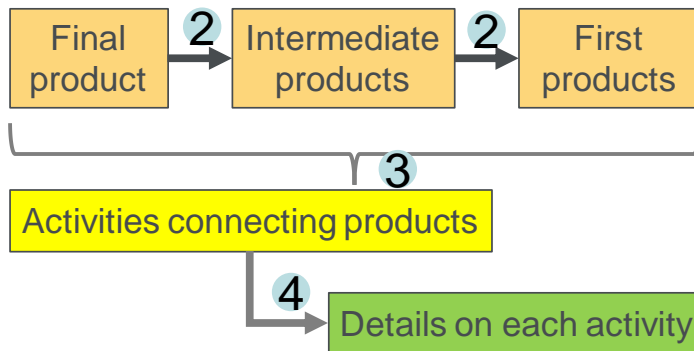 Final
product
2
Intermediate
products
2
First
products
3
Activities connecting products
4
Details on each activity